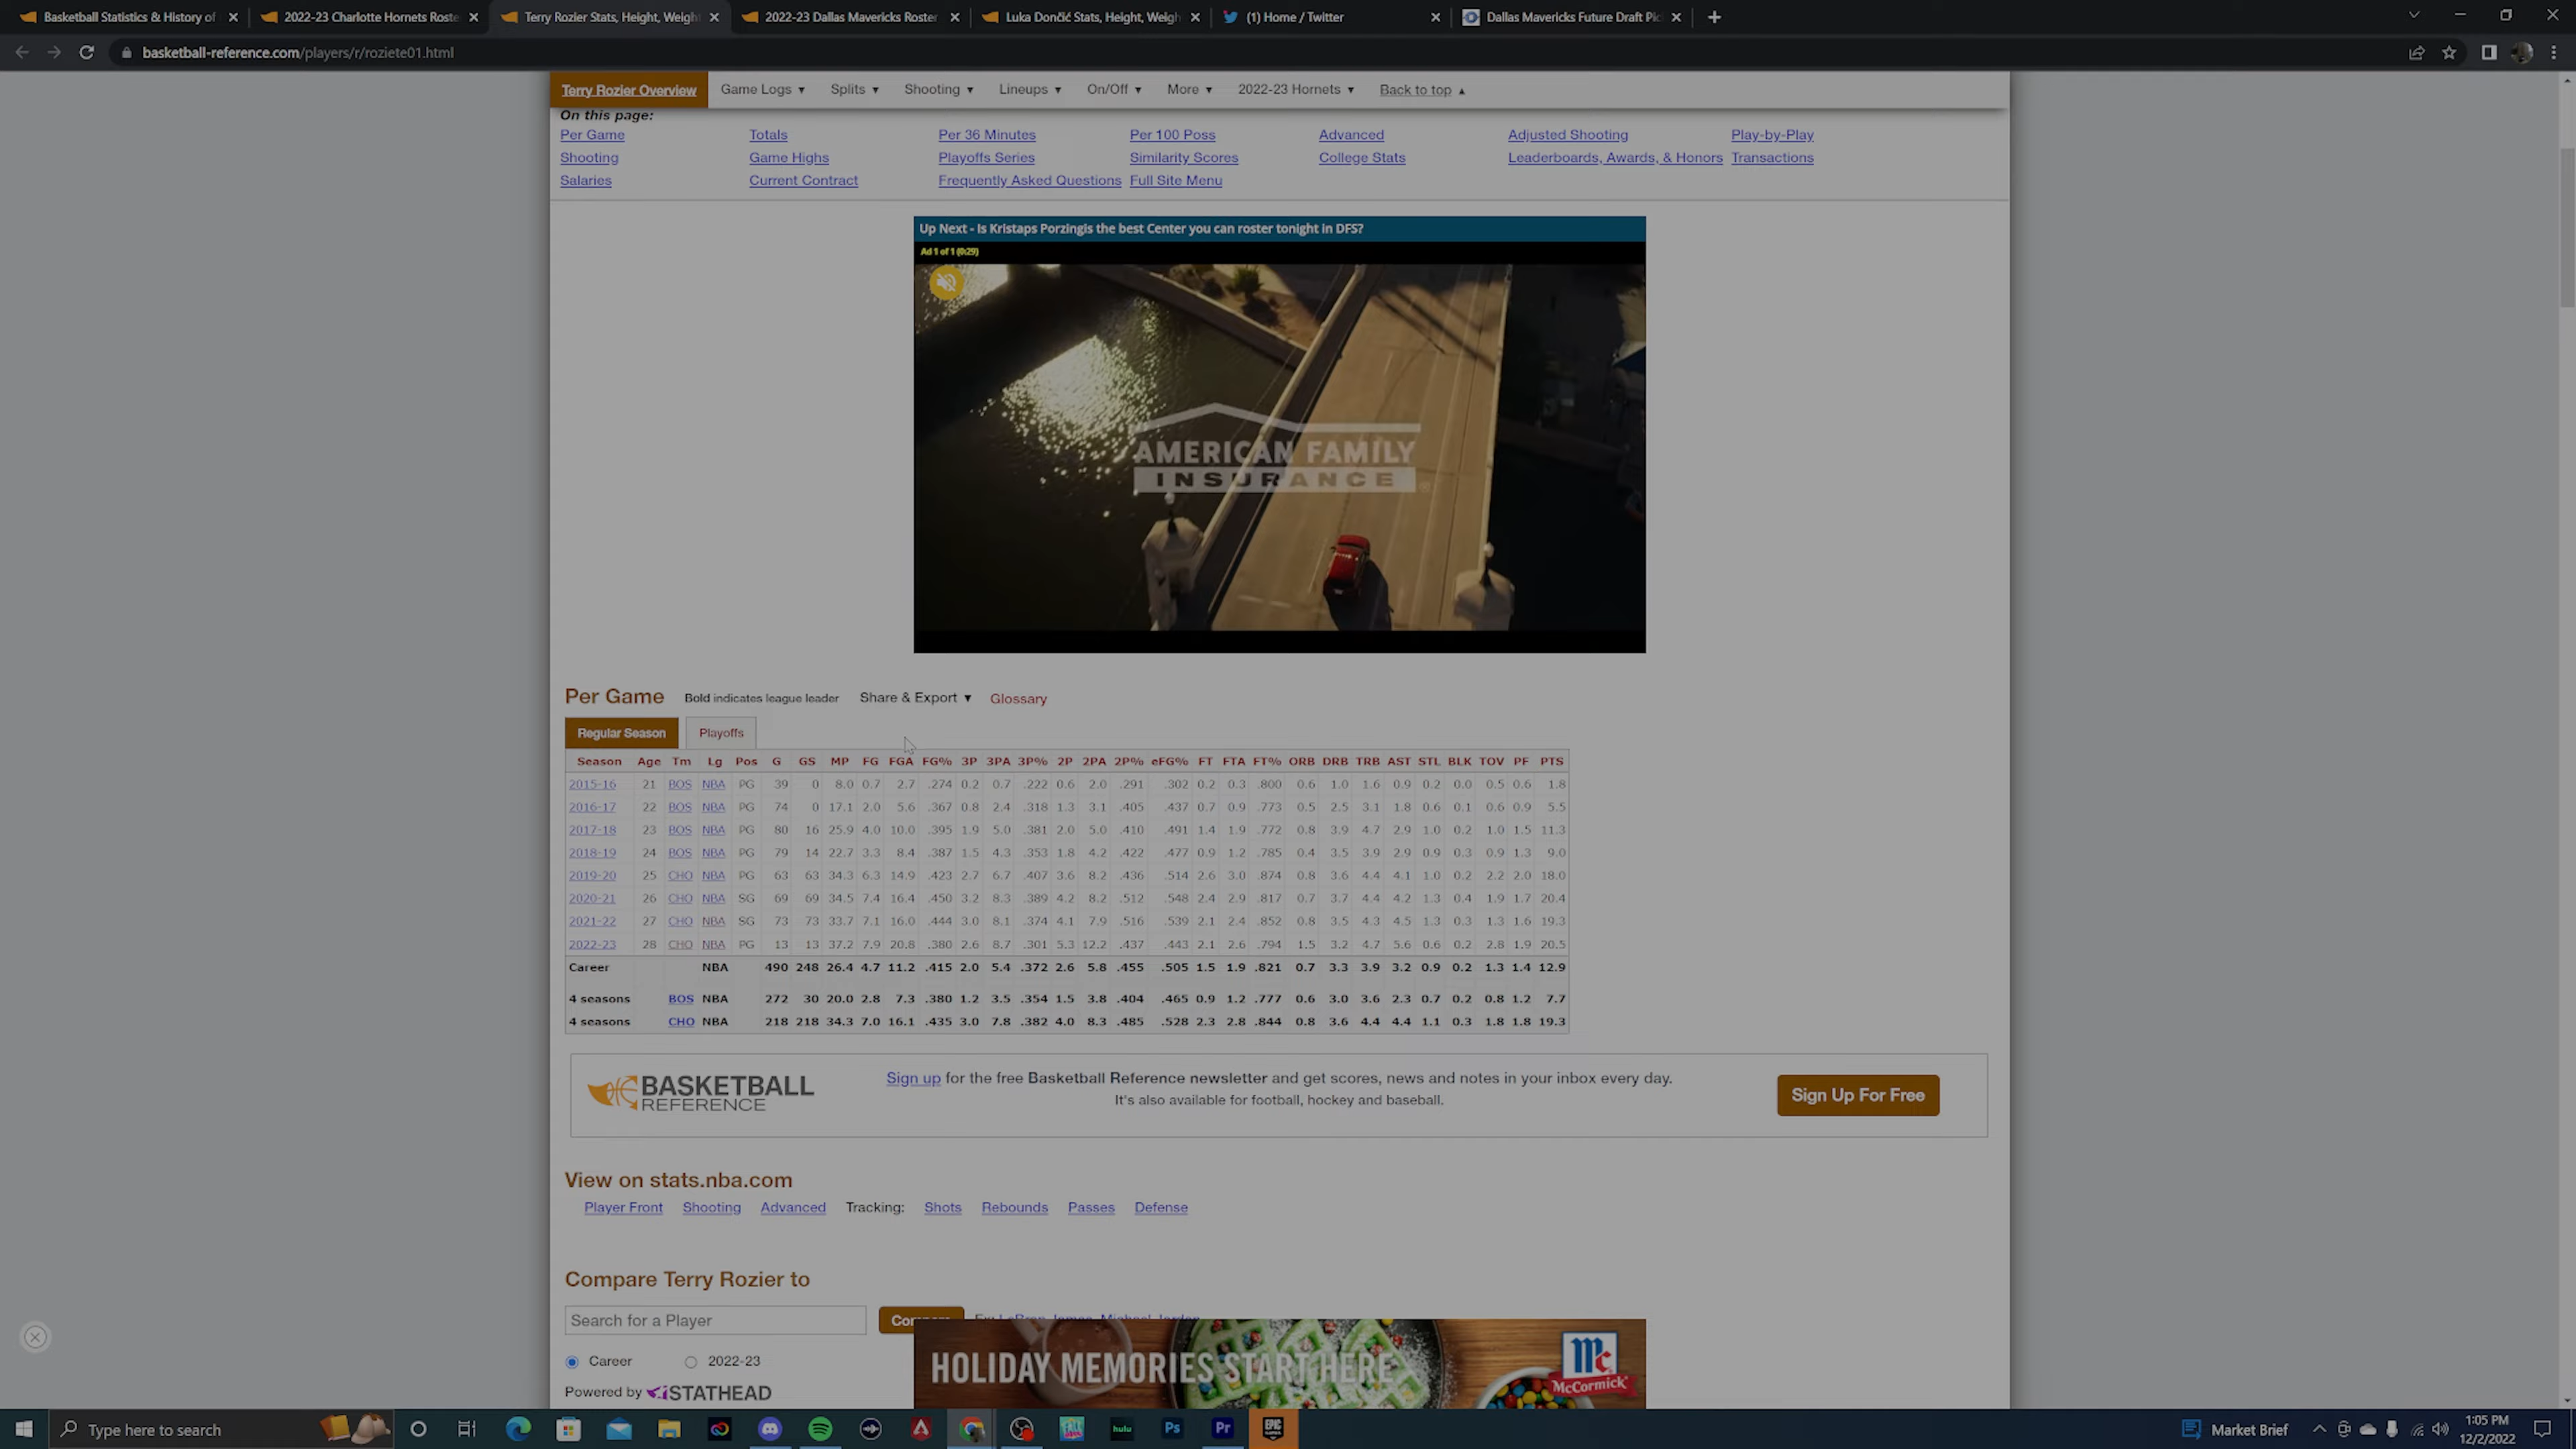 Basketball Statistics & History of
2022-23 Charlotte Hornets Roste
Terry Rozier Stats, Height, Weigh
2022-23 Dallas Mavericks Roster
Luka Dončić Stats, Height, Weigh
(1) Home / Twitter
Dallas Mavericks Future Draft Pic
basketball-reference.com/players/r/roziete01.html
Terry Rozier Overview Game Logs ▼ Splits ▼ Shooting ▼ Lineups ▼ On/Off ▼ More ▼ 2022-23 Hornets ▼ Back to top ▲
On this page:
Per Game Totals Per 36 Minutes Per 100 Poss Advanced Adjusted Shooting Play-by-Play
Shooting Game Highs Playoffs Series Similarity Scores College Stats Leaderboards, Awards, & Honors Transactions
Salaries Current Contract Frequently Asked Questions Full Site Menu
Up Next - Is Kristaps Porzingis the best Center you can roster tonight in DFS?
Ad 1 of 1 (0:29)
AMERICAN FAMILY
INSURANCE
Per Game Bold indicates league leader Share & Export ▼ Glossary
Regular Season Playoffs
Season Age Tm Lg Pos G GS MP FG FGA FG% 3P 3PA 3P% 2P 2PA 2P% eFG% FT FTA FT% ORB DRB TRB AST STL BLK TOV PF PTS
2015-16 21 BOS NBA PG 39 0 8.0 0.7 2.7 .274 0.2 0.7 .222 0.6 2.0 .291 .302 0.2 0.3 .800 0.6 1.0 1.6 0.9 0.2 0.0 0.5 0.6 1.8
2016-17 22 BOS NBA PG 74 0 17.1 2.0 5.6 .367 0.8 2.4 .318 1.3 3.1 .405 .437 0.7 0.9 .773 0.5 2.5 3.1 1.8 0.6 0.1 0.6 0.9 5.5
2017-18 23 BOS NBA PG 80 16 25.9 4.0 10.0 .395 1.9 5.0 .381 2.0 5.0 .410 .491 1.4 1.9 .772 0.8 3.9 4.7 2.9 1.0 0.2 1.0 1.5 11.3
2018-19 24 BOS NBA PG 79 14 22.7 3.3 8.4 .387 1.5 4.3 .353 1.8 4.2 .422 .477 0.9 1.2 .785 0.4 3.5 3.9 2.9 0.9 0.3 0.9 1.3 9.0
2019-20 25 CHO NBA PG 63 63 34.3 6.3 14.9 .423 2.7 6.7 .407 3.6 8.2 .436 .514 2.6 3.0 .874 0.8 3.6 4.4 4.1 1.0 0.2 2.2 2.0 18.0
2020-21 26 CHO NBA SG 69 69 34.5 7.4 16.4 .450 3.2 8.3 .389 4.2 8.2 .512 .548 2.4 2.9 .817 0.7 3.7 4.4 4.2 1.3 0.4 1.9 1.7 20.4
2021-22 27 CHO NBA SG 73 73 33.7 7.1 16.0 .444 3.0 8.1 .374 4.1 7.9 .516 .539 2.1 2.4 .852 0.8 3.5 4.3 4.5 1.3 0.3 1.3 1.6 19.3
2022-23 28 CHO NBA PG 13 13 37.2 7.9 20.8 .380 2.6 8.7 .301 5.3 12.2 .437 .443 2.1 2.6 .794 1.5 3.2 4.7 5.6 0.6 0.2 2.8 1.9 20.5
Career NBA 490 248 26.4 4.7 11.2 .415 2.0 5.4 .372 2.6 5.8 .455 .505 1.5 1.9 .821 0.7 3.3 3.9 3.2 0.9 0.2 1.3 1.4 12.9
4 seasons BOS NBA 272 30 20.0 2.8 7.3 .380 1.2 3.5 .354 1.5 3.8 .404 .465 0.9 1.2 .777 0.6 3.0 3.6 2.3 0.7 0.2 0.8 1.2 7.7
4 seasons CHO NBA 218 218 34.3 7.0 16.1 .435 3.0 7.8 .382 4.0 8.3 .485 .528 2.3 2.8 .844 0.8 3.6 4.4 4.4 1.1 0.3 1.8 1.8 19.3
BASKETBALL
REFERENCE
Sign up for the free Basketball Reference newsletter and get scores, news and notes in your inbox every day.
It's also available for football, hockey and baseball.
Sign Up For Free
View on stats.nba.com
Player Front Shooting Advanced Tracking: Shots Rebounds Passes Defense
Compare Terry Rozier to
Search for a Player
Career 2022-23
Powered by STATHEAD
HOLIDAY MEMORIES START HERE
Mc
McCormick
Type here to search
hulu
Ps
Pr
EPIC
GAMES
Market Brief
1:05 PM
12/2/2022